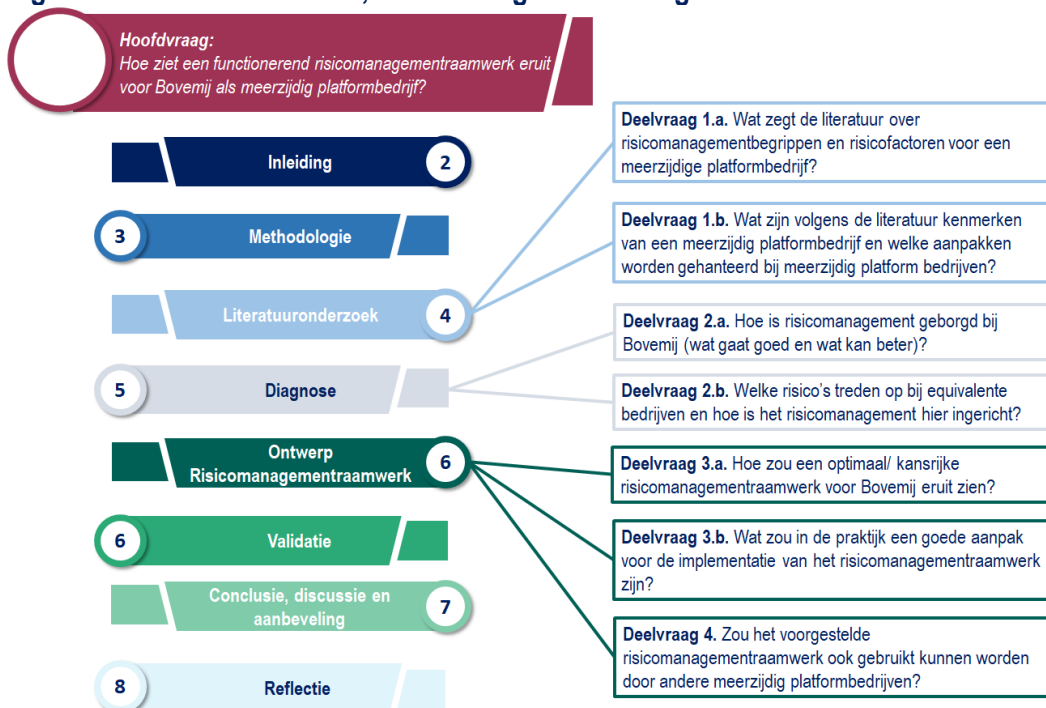 Hoofdvraag:
Hoe ziet een functionerend risicomanagementraamwerk eruit
voor Bovemij als meerzijdig platformbedrijf?
Inleiding
2
3
Methodologie
Literatuuronderzoek
4
5
Diagnose
Ontwerp
Risicomanagementraamwerk
6
6
Validatie
Conclusie, discussie en
aanbeveling
7
8
Reflectie
Deelvraag 1.a. Wat zegt de literatuur over
risicomanagementbegrippen en risicofactoren voor een
meerzijdige platformbedrijf?
Deelvraag 1.b. Wat zijn volgens de literatuur kenmerken
van een meerzijdig platformbedrijf en welke aanpakken
worden gehanteerd bij meerzijdig platform bedrijven?
Deelvraag 2.a. Hoe is risicomanagement geborgd bij
Bovemij (wat gaat goed en wat kan beter)?
Deelvraag 2.b. Welke risico's treden op bij equivalente
bedrijven en hoe is het risicomanagement hier ingericht?
Deelvraag 3.a. Hoe zou een optimaal/ kansrijke
risicomanagementraamwerk voor Bovemij eruit zien?
Deelvraag 3.b. Wat zou in de praktijk een goede aanpak
voor de implementatie van het risicomanagementraamwerk
zijn?
Deelvraag 4. Zou het voorgestelde
risicomanagementraamwerk ook gebruikt kunnen worden
door andere meerzijdig platformbedrijven?